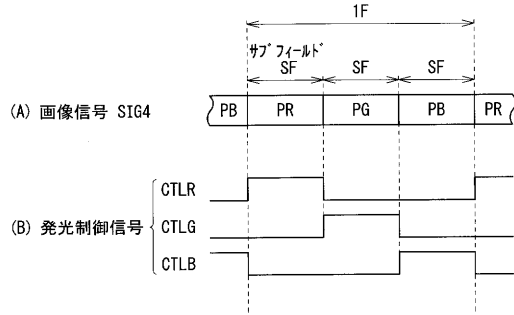 1F
サブフィールド
SF SF SF
(A) 画像信号 SIG4 PB PR PG PB PR
CTLR
(B) 発光制御信号 CTLG
CTLB